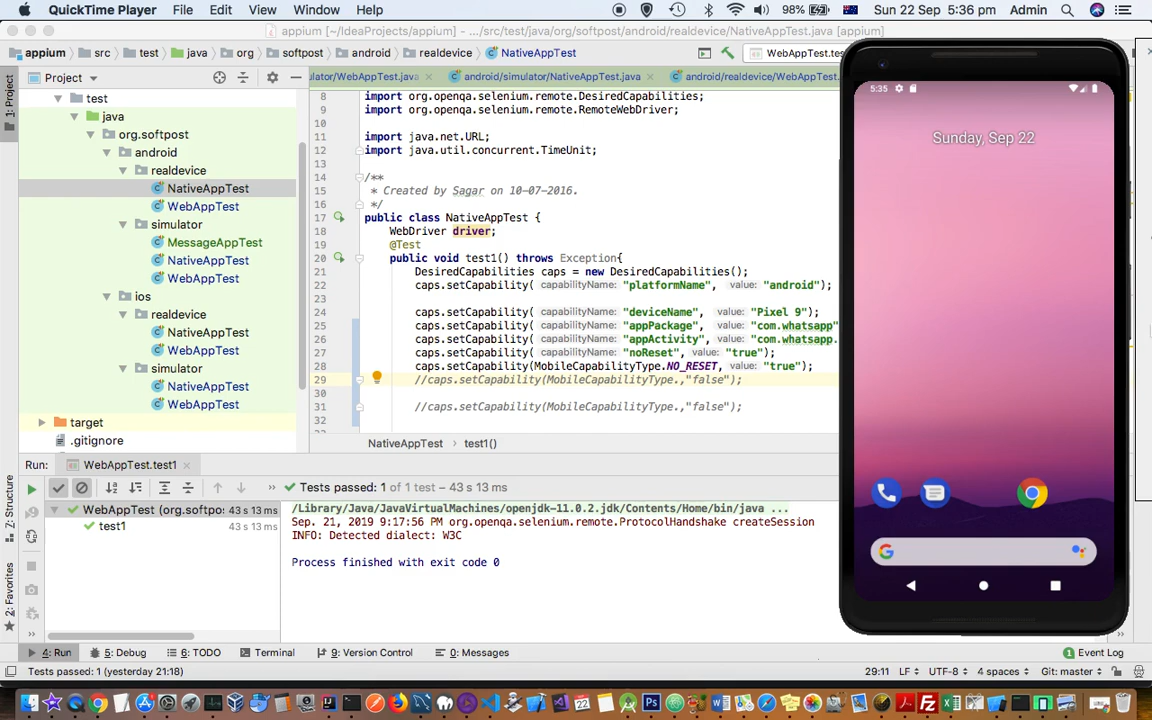 QuickTime Player File Edit View Window Help 98% Sun 22 Sep 5:36 pm Admin
appium [~/IdeaProjects/appium] - .../src/test/java/org/softpost/android/realdevice/NativeAppTest.java [appium]
appium src test java org softpost android realdevice NativeAppTest WebAppTest.tes
1: Project
Project
ulator/WebAppTest.java android/simulator/NativeAppTest.java android/realdevice/WebAppTest.
test
java
org.softpost
android
realdevice
NativeAppTest
WebAppTest
simulator
MessageAppTest
NativeAppTest
WebAppTest
ios
realdevice
NativeAppTest
WebAppTest
simulator
NativeAppTest
WebAppTest
target
.gitignore
8 import org.openqa.selenium.remote.DesiredCapabilities;
9 import org.openqa.selenium.remote.RemoteWebDriver;
10
11 import java.net.URL;
12 import java.util.concurrent.TimeUnit;
13
14 /**
15 * Created by Sagar on 10-07-2016.
16 */
17 public class NativeAppTest {
18 WebDriver driver;
19 @Test
20 public void test1() throws Exception{
21 DesiredCapabilities caps = new DesiredCapabilities();
22 caps.setCapability( capabilityName: "platformName", value: "android");
23
24 caps.setCapability( capabilityName: "deviceName", value: "Pixel 9");
25 caps.setCapability( capabilityName: "appPackage", value: "com.whatsapp"
26 caps.setCapability( capabilityName: "appActivity", value: "com.whatsapp.
27 caps.setCapability( capabilityName: "noReset", value: "true");
28 caps.setCapability(MobileCapabilityType.NO_RESET, value: "true");
29 //caps.setCapability(MobileCapabilityType.,"false");
30
31 //caps.setCapability(MobileCapabilityType.,"false");
32
NativeAppTest test1()
5:35
Sunday, Sep 22
Run: WebAppTest.test1
Tests passed: 1 of 1 test – 43 s 13 ms
WebAppTest (org.softpos 43 s 13 ms
test1 43 s 13 ms
/Library/Java/JavaVirtualMachines/openjdk-11.0.2.jdk/Contents/Home/bin/java ...
Sep. 21, 2019 9:17:56 PM org.openqa.selenium.remote.ProtocolHandshake createSession
INFO: Detected dialect: W3C
Process finished with exit code 0
Z: Structure
2: Favorites
4: Run 5: Debug 6: TODO Terminal 9: Version Control 0: Messages 1 Event Log
Tests passed: 1 (yesterday 21:18) 29:11 LF UTF-8 4 spaces Git: master